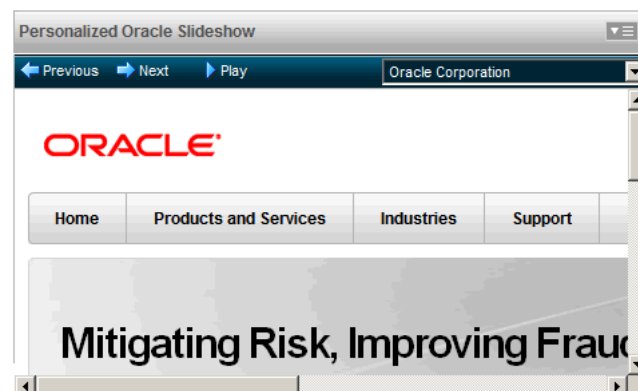 Personalized Oracle Slideshow
Previous Next Play Oracle Corporation
ORACLE
Home Products and Services Industries Support
Mitigating Risk, Improving